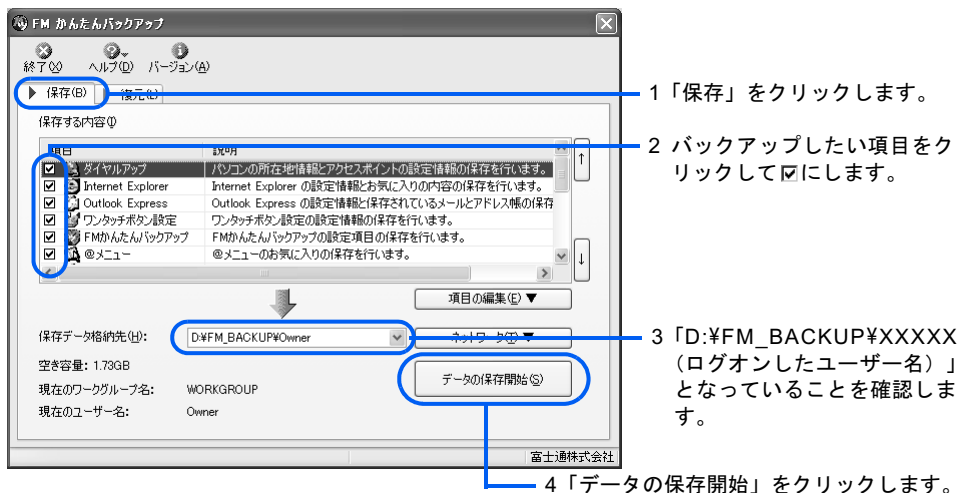 FM かんたんバックアップ
終了(X) ヘルプ(D) バージョン(A)
保存(B) 復元(L)
保存する内容(I)
項目 説明
ダイヤルアップ パソコンの所在地情報とアクセスポイントの設定情報の保存を行います。
Internet Explorer Internet Explorer の設定情報とお気に入りの内容の保存を行います。
Outlook Express Outlook Express の設定情報と保存されているメールとアドレス帳の保存
ワンタッチボタン設定 ワンタッチボタン設定の設定情報の保存を行います。
FMかんたんバックアップ FMかんたんバックアップの設定項目の保存を行います。
@メニュー @メニューのお気に入りの保存を行います。
↑
↓
項目の編集(E) ▼
保存データ格納先(H): D:¥FM_BACKUP¥Owner ネットワーク(T) ▼
空き容量: 1.73GB
データの保存開始(S)
現在のワークグループ名: WORKGROUP
現在のユーザー名: Owner
富士通株式会社
1「保存」をクリックします。
2 バックアップしたい項目をク
リックして☑にします。
3「D:¥FM_BACKUP¥XXXXX
（ログオンしたユーザー名）」
となっていることを確認しま
す。
4「データの保存開始」をクリックします。